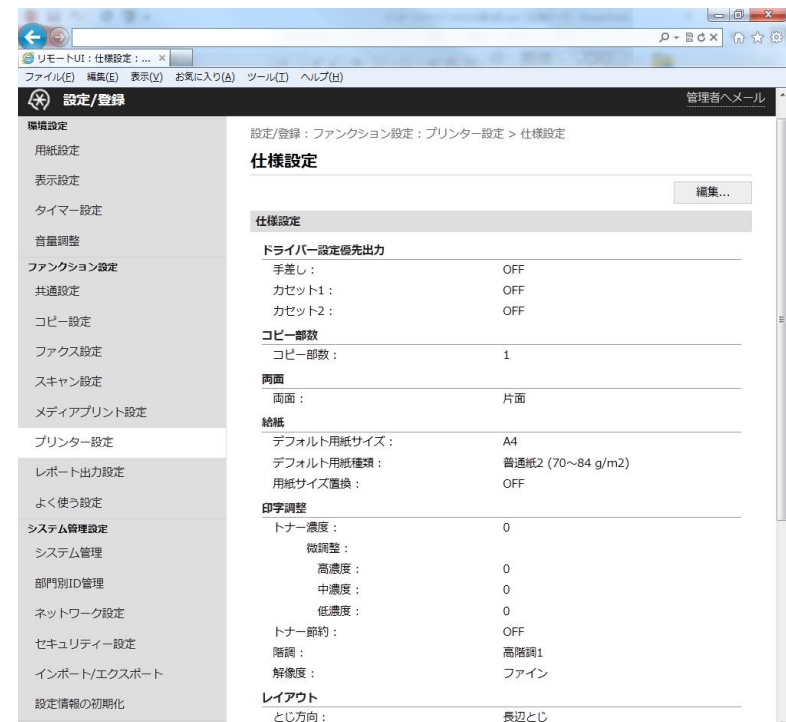 リモートUI：仕様設定：...
ファイル(F) 編集(E) 表示(V) お気に入り(A) ツール(T) ヘルプ(H)
設定/登録
管理者へメール
環境設定
用紙設定
表示設定
タイマー設定
音量調整
ファンクション設定
共通設定
コピー設定
ファクス設定
スキャン設定
メディアプリント設定
プリンター設定
レポート出力設定
よく使う設定
システム管理設定
システム管理
部門別ID管理
ネットワーク設定
セキュリティー設定
インポート/エクスポート
設定情報の初期化
設定/登録：ファンクション設定：プリンター設定 > 仕様設定
仕様設定
編集...
仕様設定
ドライバー設定優先出力
手差し： OFF
カセット1： OFF
カセット2： OFF
コピー部数
コピー部数： 1
両面
両面： 片面
給紙
デフォルト用紙サイズ： A4
デフォルト用紙種類： 普通紙2 (70～84 g/m2)
用紙サイズ置換： OFF
印字調整
トナー濃度： 0
微調整：
高濃度： 0
中濃度： 0
低濃度： 0
トナー節約： OFF
階調： 高階調1
解像度： ファイン
レイアウト
とじ方向： 長辺とじ